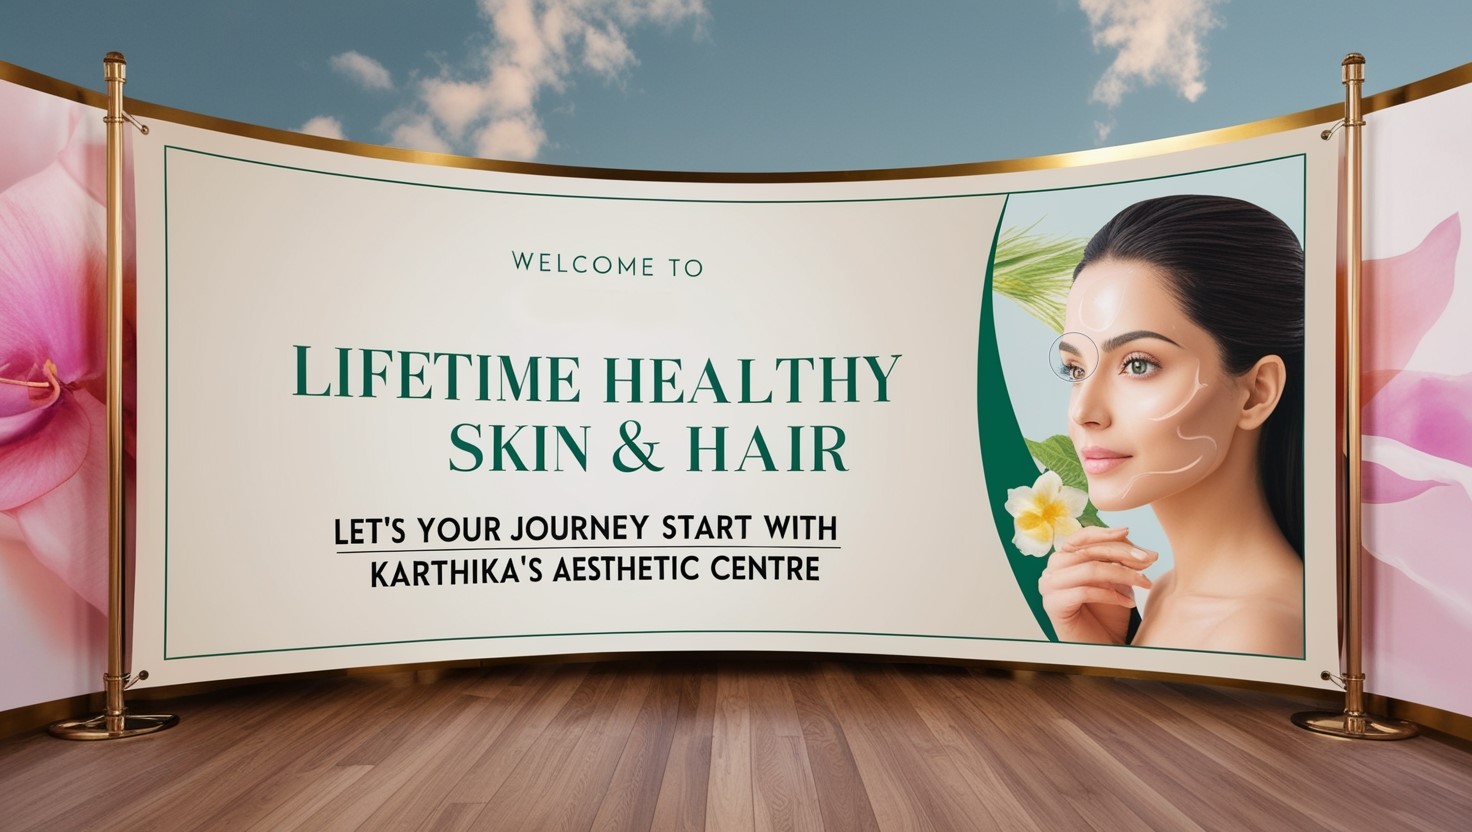 WELCOME TO
LIFETIME HEALTHY
SKIN & HAIR
LET'S YOUR JOURNEY START WITH
KARTHIKA'S AESTHETIC CENTRE